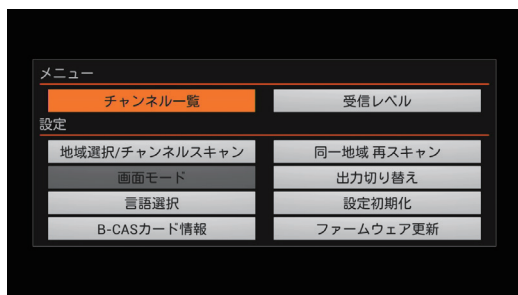 メニュー
チャンネル一覧 受信レベル
設定
地域選択/チャンネルスキャン 同一地域 再スキャン
画面モード 出力切り替え
言語選択 設定初期化
B-CASカード情報 ファームウェア更新